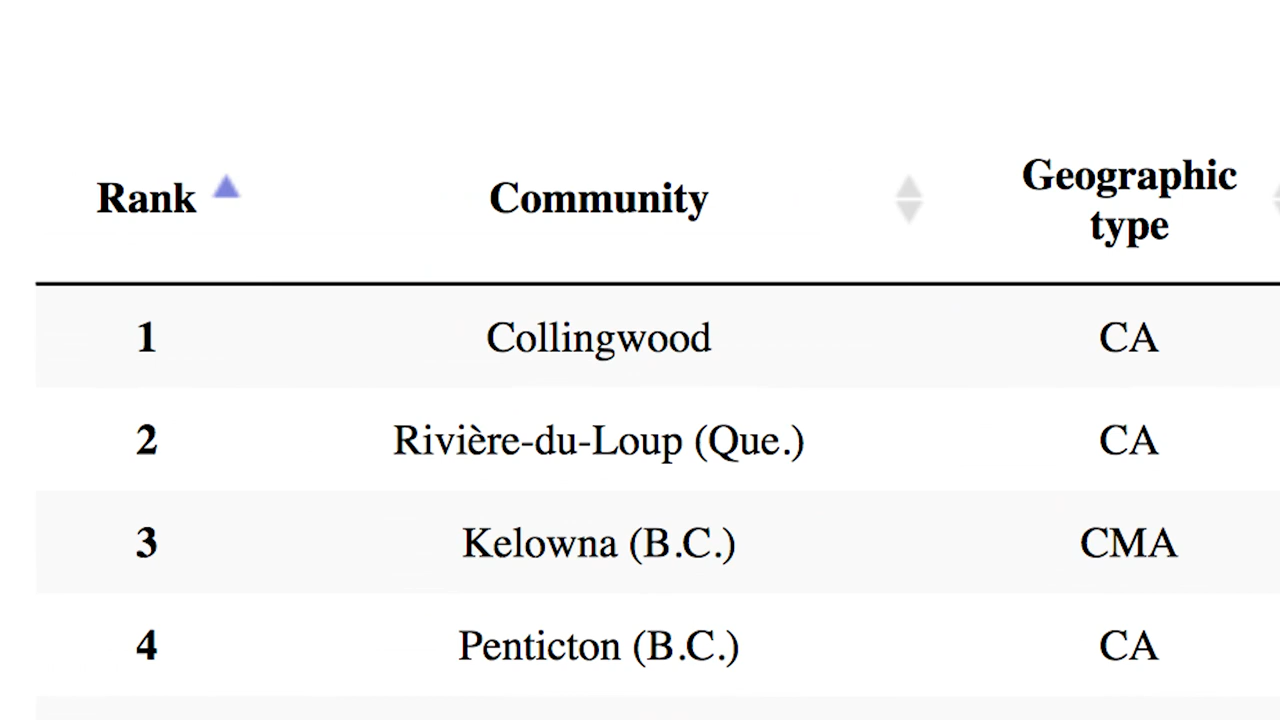 Rank Community Geographic type
1 Collingwood CA
2 Rivière-du-Loup (Que.) CA
3 Kelowna (B.C.) CMA
4 Penticton (B.C.) CA